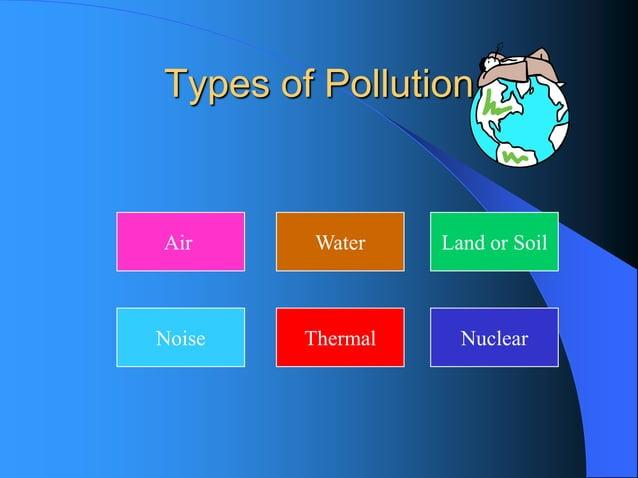 Types of Pollution
Air
Water
Land or Soil
Noise
Thermal
Nuclear